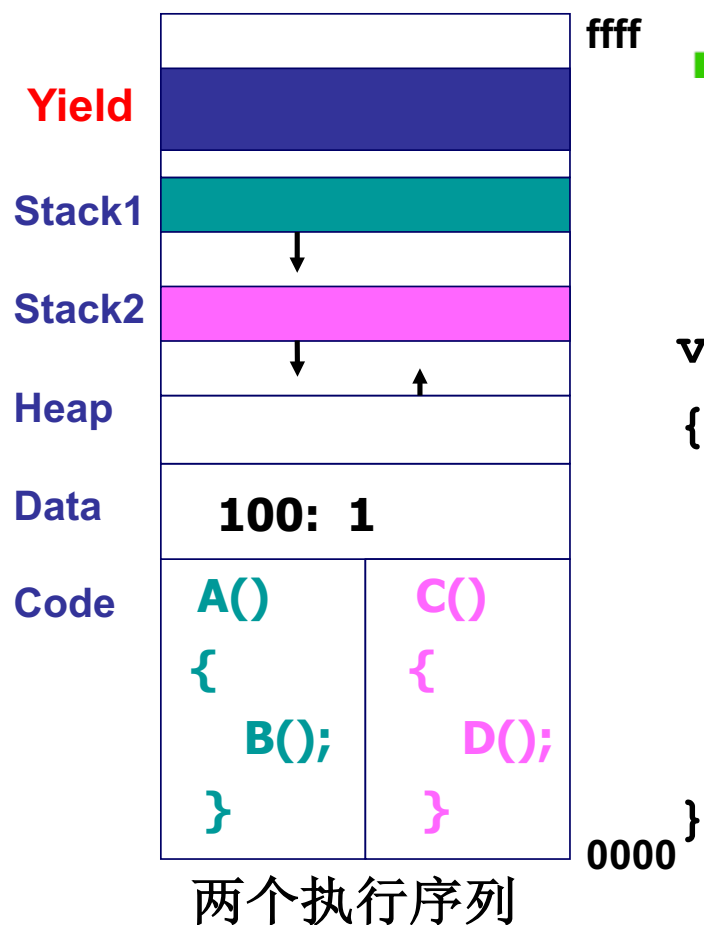 ffff
Yield
Stack1
Stack2
v
Heap
{
Data
100: 1
Code
A()
{
B();
}
C()
{
D();
}
}
0000
两个执行序列